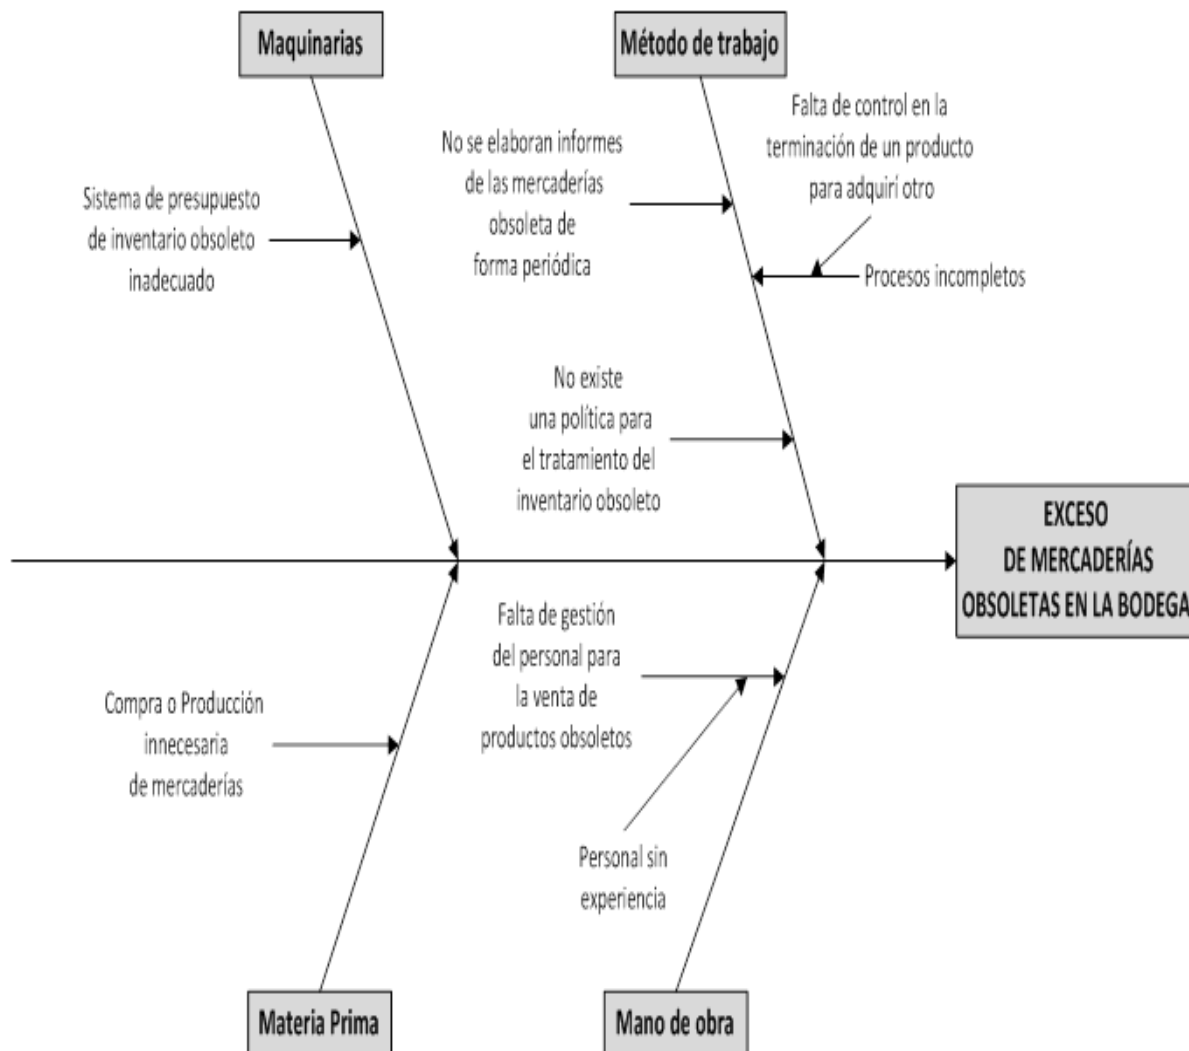 Maquinarias
Método de trabajo
Falta de control en la
terminación de un producto
para adquirí otro
No se elaboran informes
de las mercaderías
obsoleta de
forma periódica
Sistema de presupuesto
de inventario obsoleto
inadecuado
Procesos incompletos
No existe
una política para
el tratamiento del
inventario obsoleto
EXCESO
DE MERCADERÍAS
OBSOLETAS EN LA BODEGA
Falta de gestión
del personal para
la venta de
productos obsoletos
Compra o Producción
innecesaria
de mercaderías
Personal sin
experiencia
Materia Prima
Mano de obra